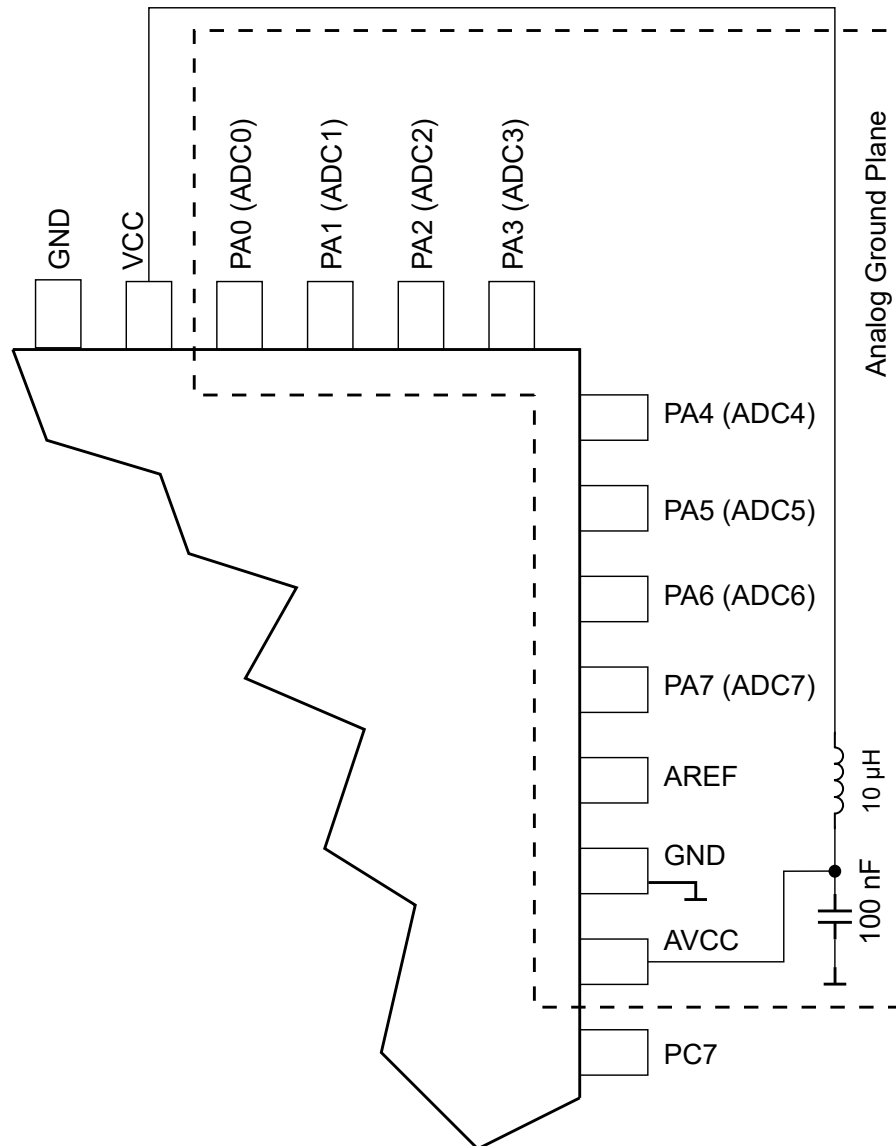 GND
VCC
PA0 (ADC0)
PA1 (ADC1)
PA2 (ADC2)
PA3 (ADC3)
Analog Ground Plane
PA4 (ADC4)
PA5 (ADC5)
PA6 (ADC6)
PA7 (ADC7)
AREF
10 µH
GND
AVCC
100 nF
PC7